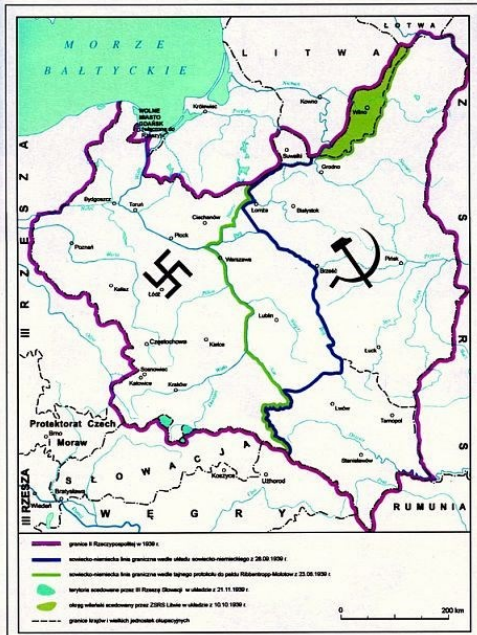 MORZE
BAŁTYCKIE
LITWA
ŁOTWA
Królewiec
Kowno
Wilno
WOLNE
MIASTO
GDAŃSK
Suwałki
Grodno
Bydgoszcz
Toruń
Ciechanów
Łomża
Białystok
Płock
Poznań
Warszawa
Brześć
Pińsk
Kalisz
Łódź
Lublin
Łuck
Częstochowa
Kielce
Sosnowiec
Katowice
Kraków
Lwów
Tarnopol
Stanisławów
III RZESZA
ZSRS
Protektorat Czech
i Moraw
Brno
SŁOWACJA
Koszyce
Użhorod
III RZESZA
Wiedeń
Bratysława
WĘGRY
RUMUNIA
granice II Rzeczypospolitej w 1939 r.
sowiecko-niemiecka linia graniczna wedle układu sowiecko-niemieckiego z 28.09.1939 r.
sowiecko-niemiecka linia graniczna wedle tajnego protokołu do paktu Ribbentropp-Mołotow z 23.08.1939 r.
terytoria scedowane przez III Rzeszę Słowacji w układzie z 21.11.1939 r.
okręg wileński scedowany przez ZSRS Litwie w układzie z 10.10.1939 r.
granice krajów i wielkich jednostek okupacyjnych
0 200 km